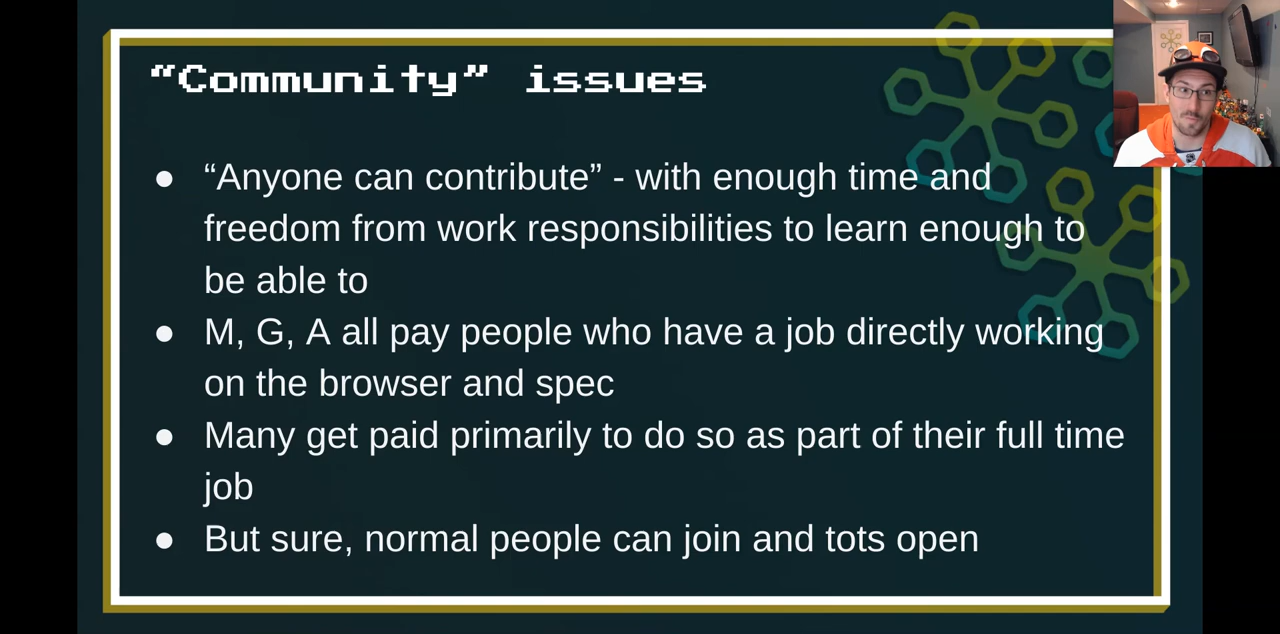 “Community” issues
● “Anyone can contribute” - with enough time and
freedom from work responsibilities to learn enough to
be able to
● M, G, A all pay people who have a job directly working
on the browser and spec
● Many get paid primarily to do so as part of their full time
job
● But sure, normal people can join and tots open